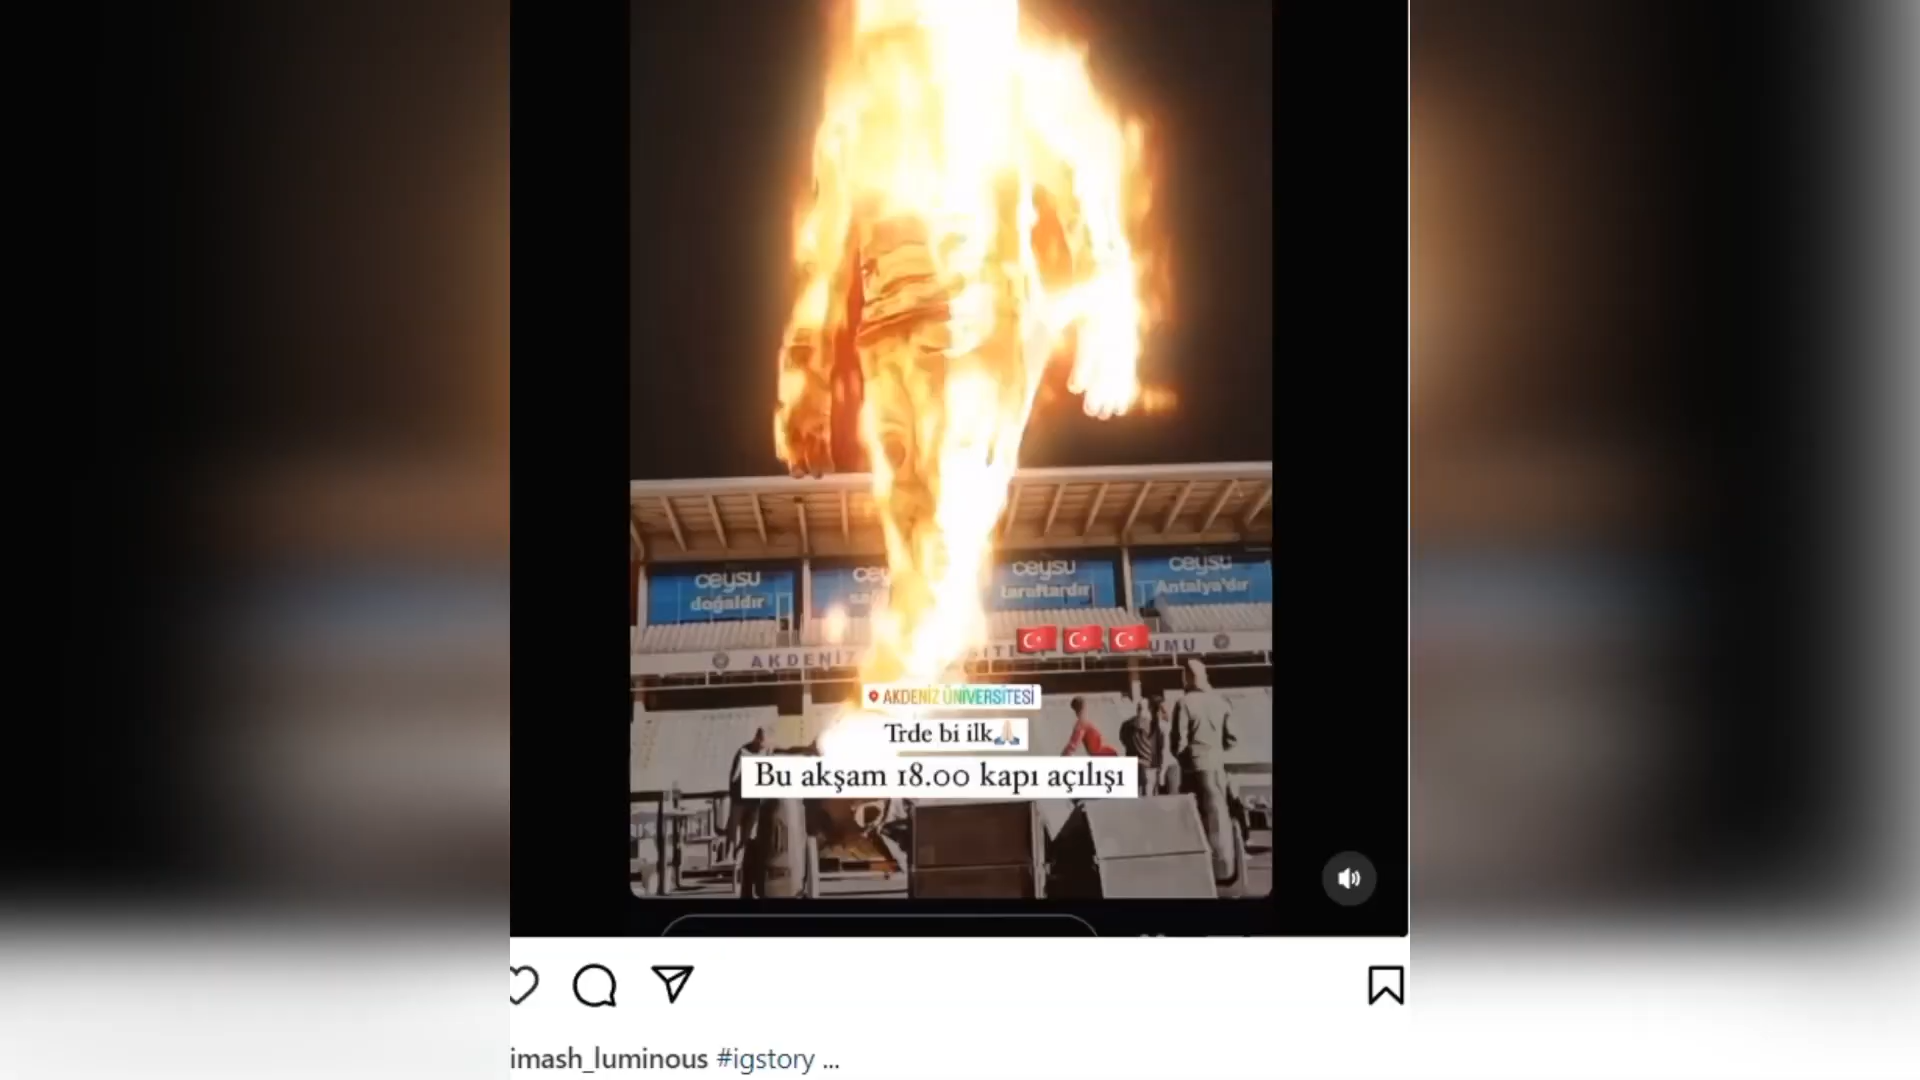 ceysu
doğaldır
ceysu
taraftardır
ceysu
Antalya'dır
AKDENİZ
UMU
AKDENİZ ÜNİVERSİTESİ
Trde bi ilk🙏🏻
Bu akşam 18.00 kapı açılışı
imash_luminous #igstory ...